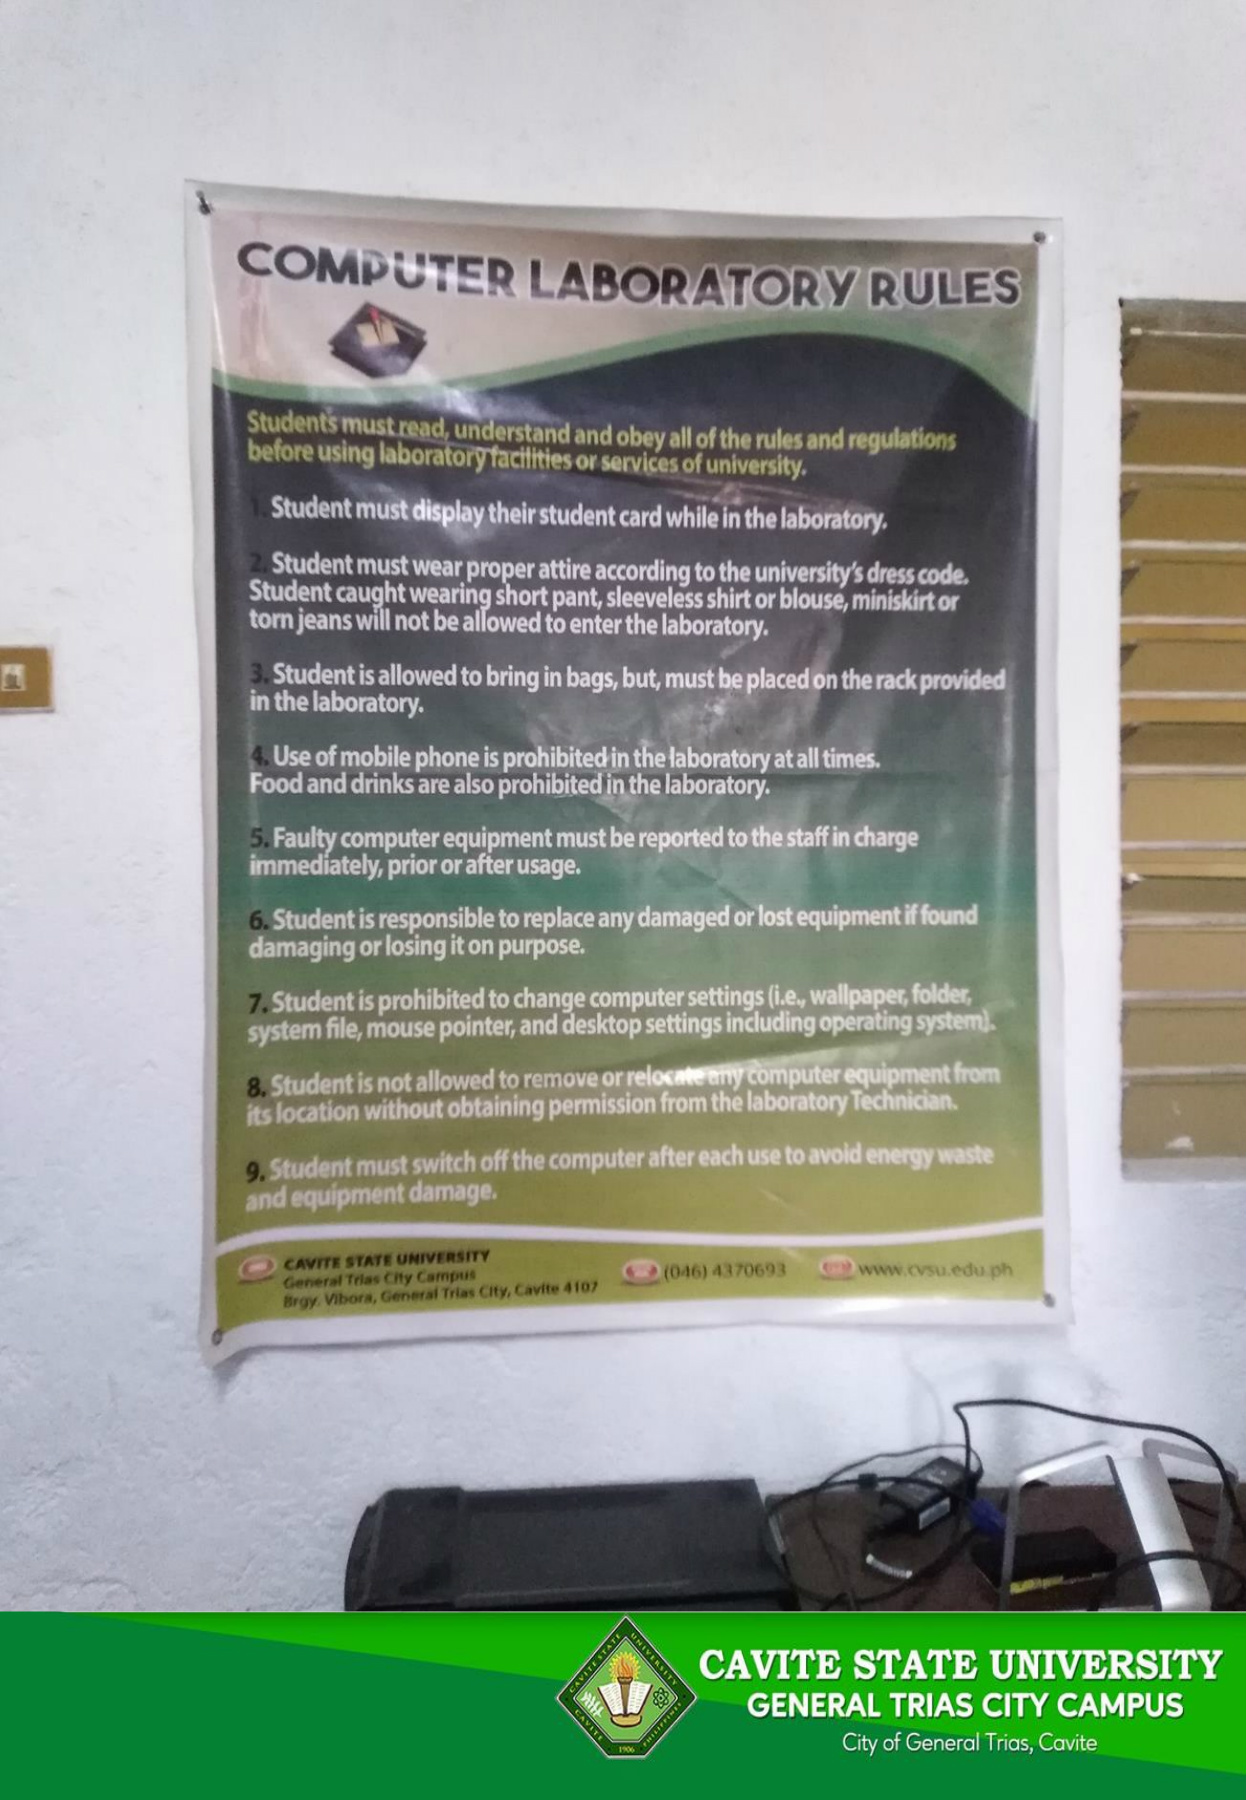 COMPUTER LABORATORY RULES
Students must read, understand and obey all of the rules and regulations
before using laboratory facilities or services of university.
1. Student must display their student card while in the laboratory.
2. Student must wear proper attire according to the university's dress code.
Student caught wearing short pant, sleeveless shirt or blouse, miniskirt or
torn jeans will not be allowed to enter the laboratory.
3. Student is allowed to bring in bags, but, must be placed on the rack provided
in the laboratory.
4. Use of mobile phone is prohibited in the laboratory at all times.
Food and drinks are also prohibited in the laboratory.
5. Faulty computer equipment must be reported to the staff in charge
immediately, prior or after usage.
6. Student is responsible to replace any damaged or lost equipment if found
damaging or losing it on purpose.
7. Student is prohibited to change computer settings (i.e., wallpaper, folder,
system file, mouse pointer, and desktop settings including operating system).
8. Student is not allowed to remove or relocate any computer equipment from
its location without obtaining permission from the laboratory Technician.
9. Student must switch off the computer after each use to avoid energy waste
and equipment damage.
CAVITE STATE UNIVERSITY
General Trias City Campus
Brgy. Vibora, General Trias City, Cavite 4107
(046) 4370693
www.cvsu.edu.ph
CAVITE STATE UNIVERSITY
CAVITE PHILIPPINES
1906
CAVITE STATE UNIVERSITY
GENERAL TRIAS CITY CAMPUS
City of General Trias, Cavite